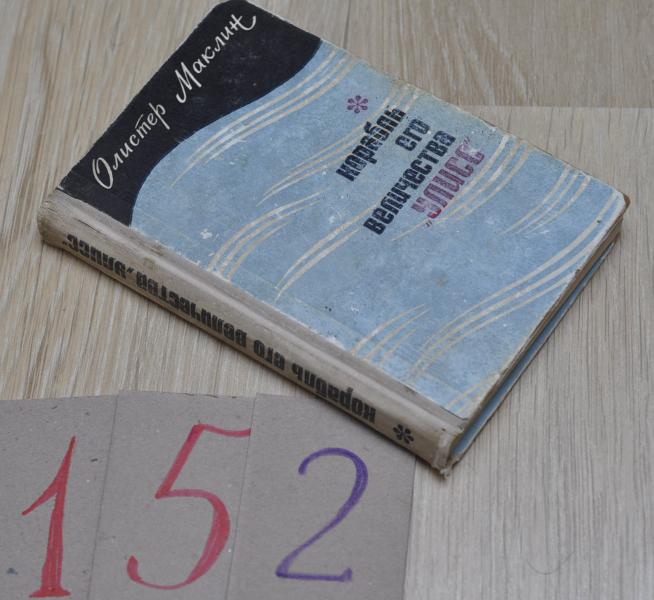 Олистер Маклин
корабль
его
величества
„УЛИСС“
корабль его величества „Улисс“
152